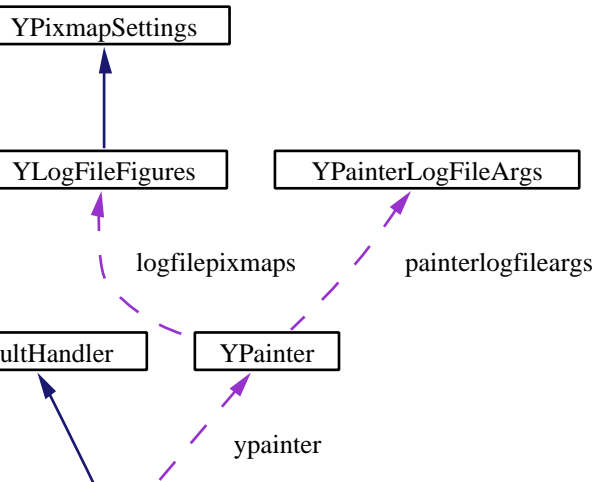 YPixmapSettings
YLogFileFigures
YPainterLogFileArgs
logfilepixmaps
painterlogfileargs
ultHandler
YPainter
ypainter